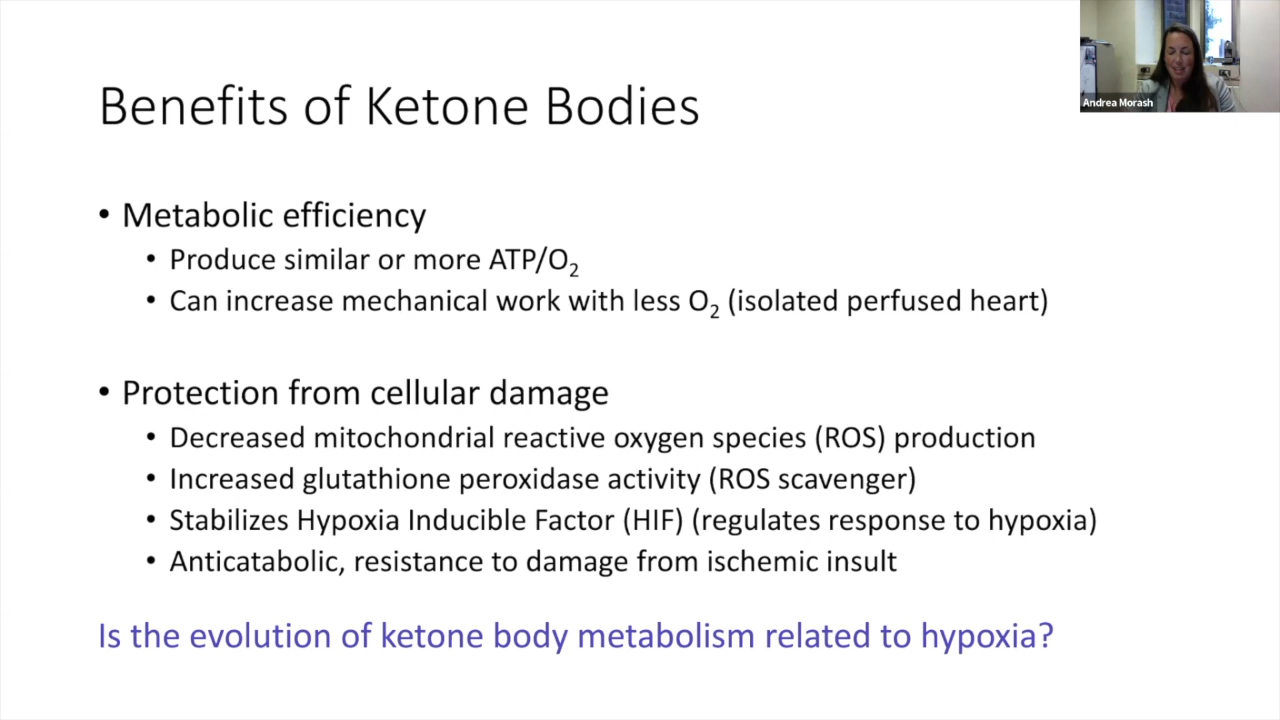 Andrea Morash
Benefits of Ketone Bodies
• Metabolic efficiency
• Produce similar or more ATP/O₂
• Can increase mechanical work with less O₂ (isolated perfused heart)
• Protection from cellular damage
• Decreased mitochondrial reactive oxygen species (ROS) production
• Increased glutathione peroxidase activity (ROS scavenger)
• Stabilizes Hypoxia Inducible Factor (HIF) (regulates response to hypoxia)
• Anticatabolic, resistance to damage from ischemic insult
Is the evolution of ketone body metabolism related to hypoxia?